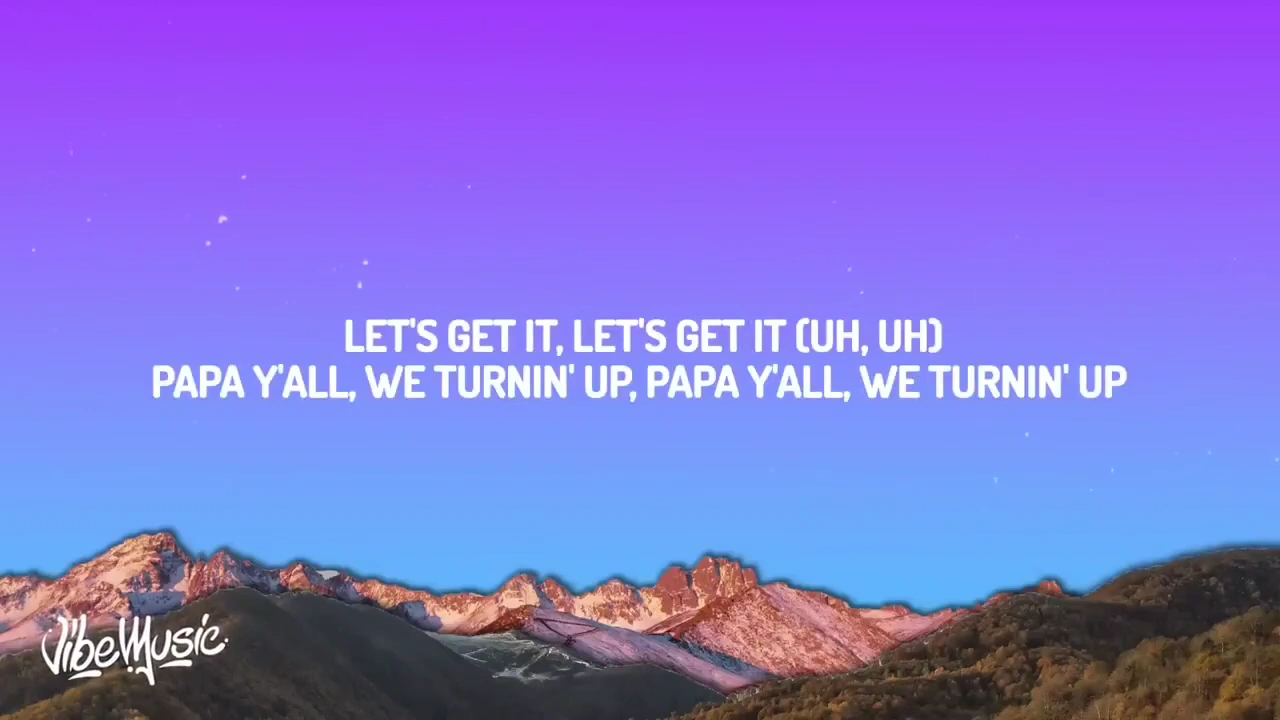 LET'S GET IT, LET'S GET IT (UH, UH)
PAPA Y'ALL, WE TURNIN' UP, PAPA Y'ALL, WE TURNIN' UP
VibeMusic